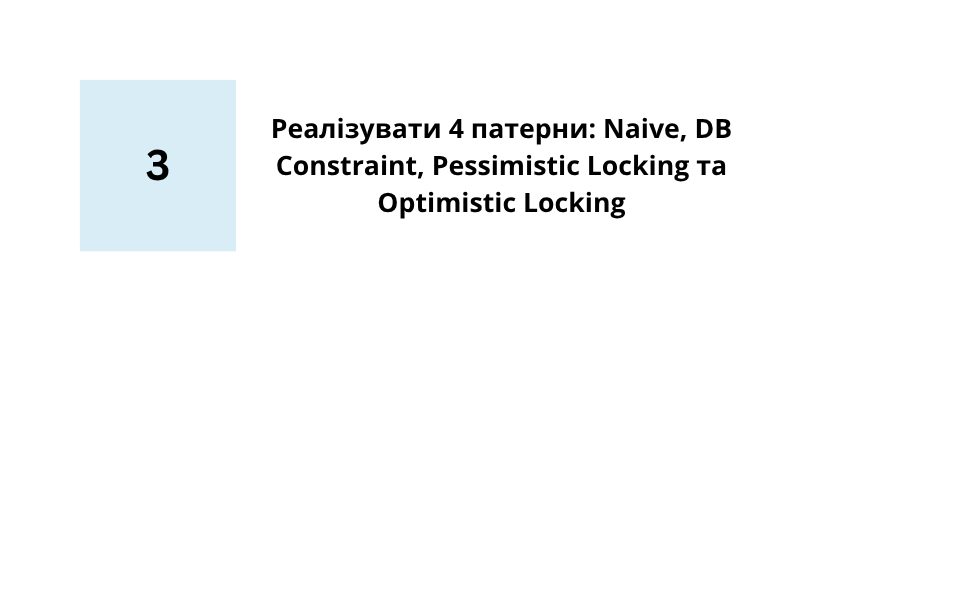 3
Реалізувати 4 патерни: Naive, DB
Constraint, Pessimistic Locking та
Optimistic Locking